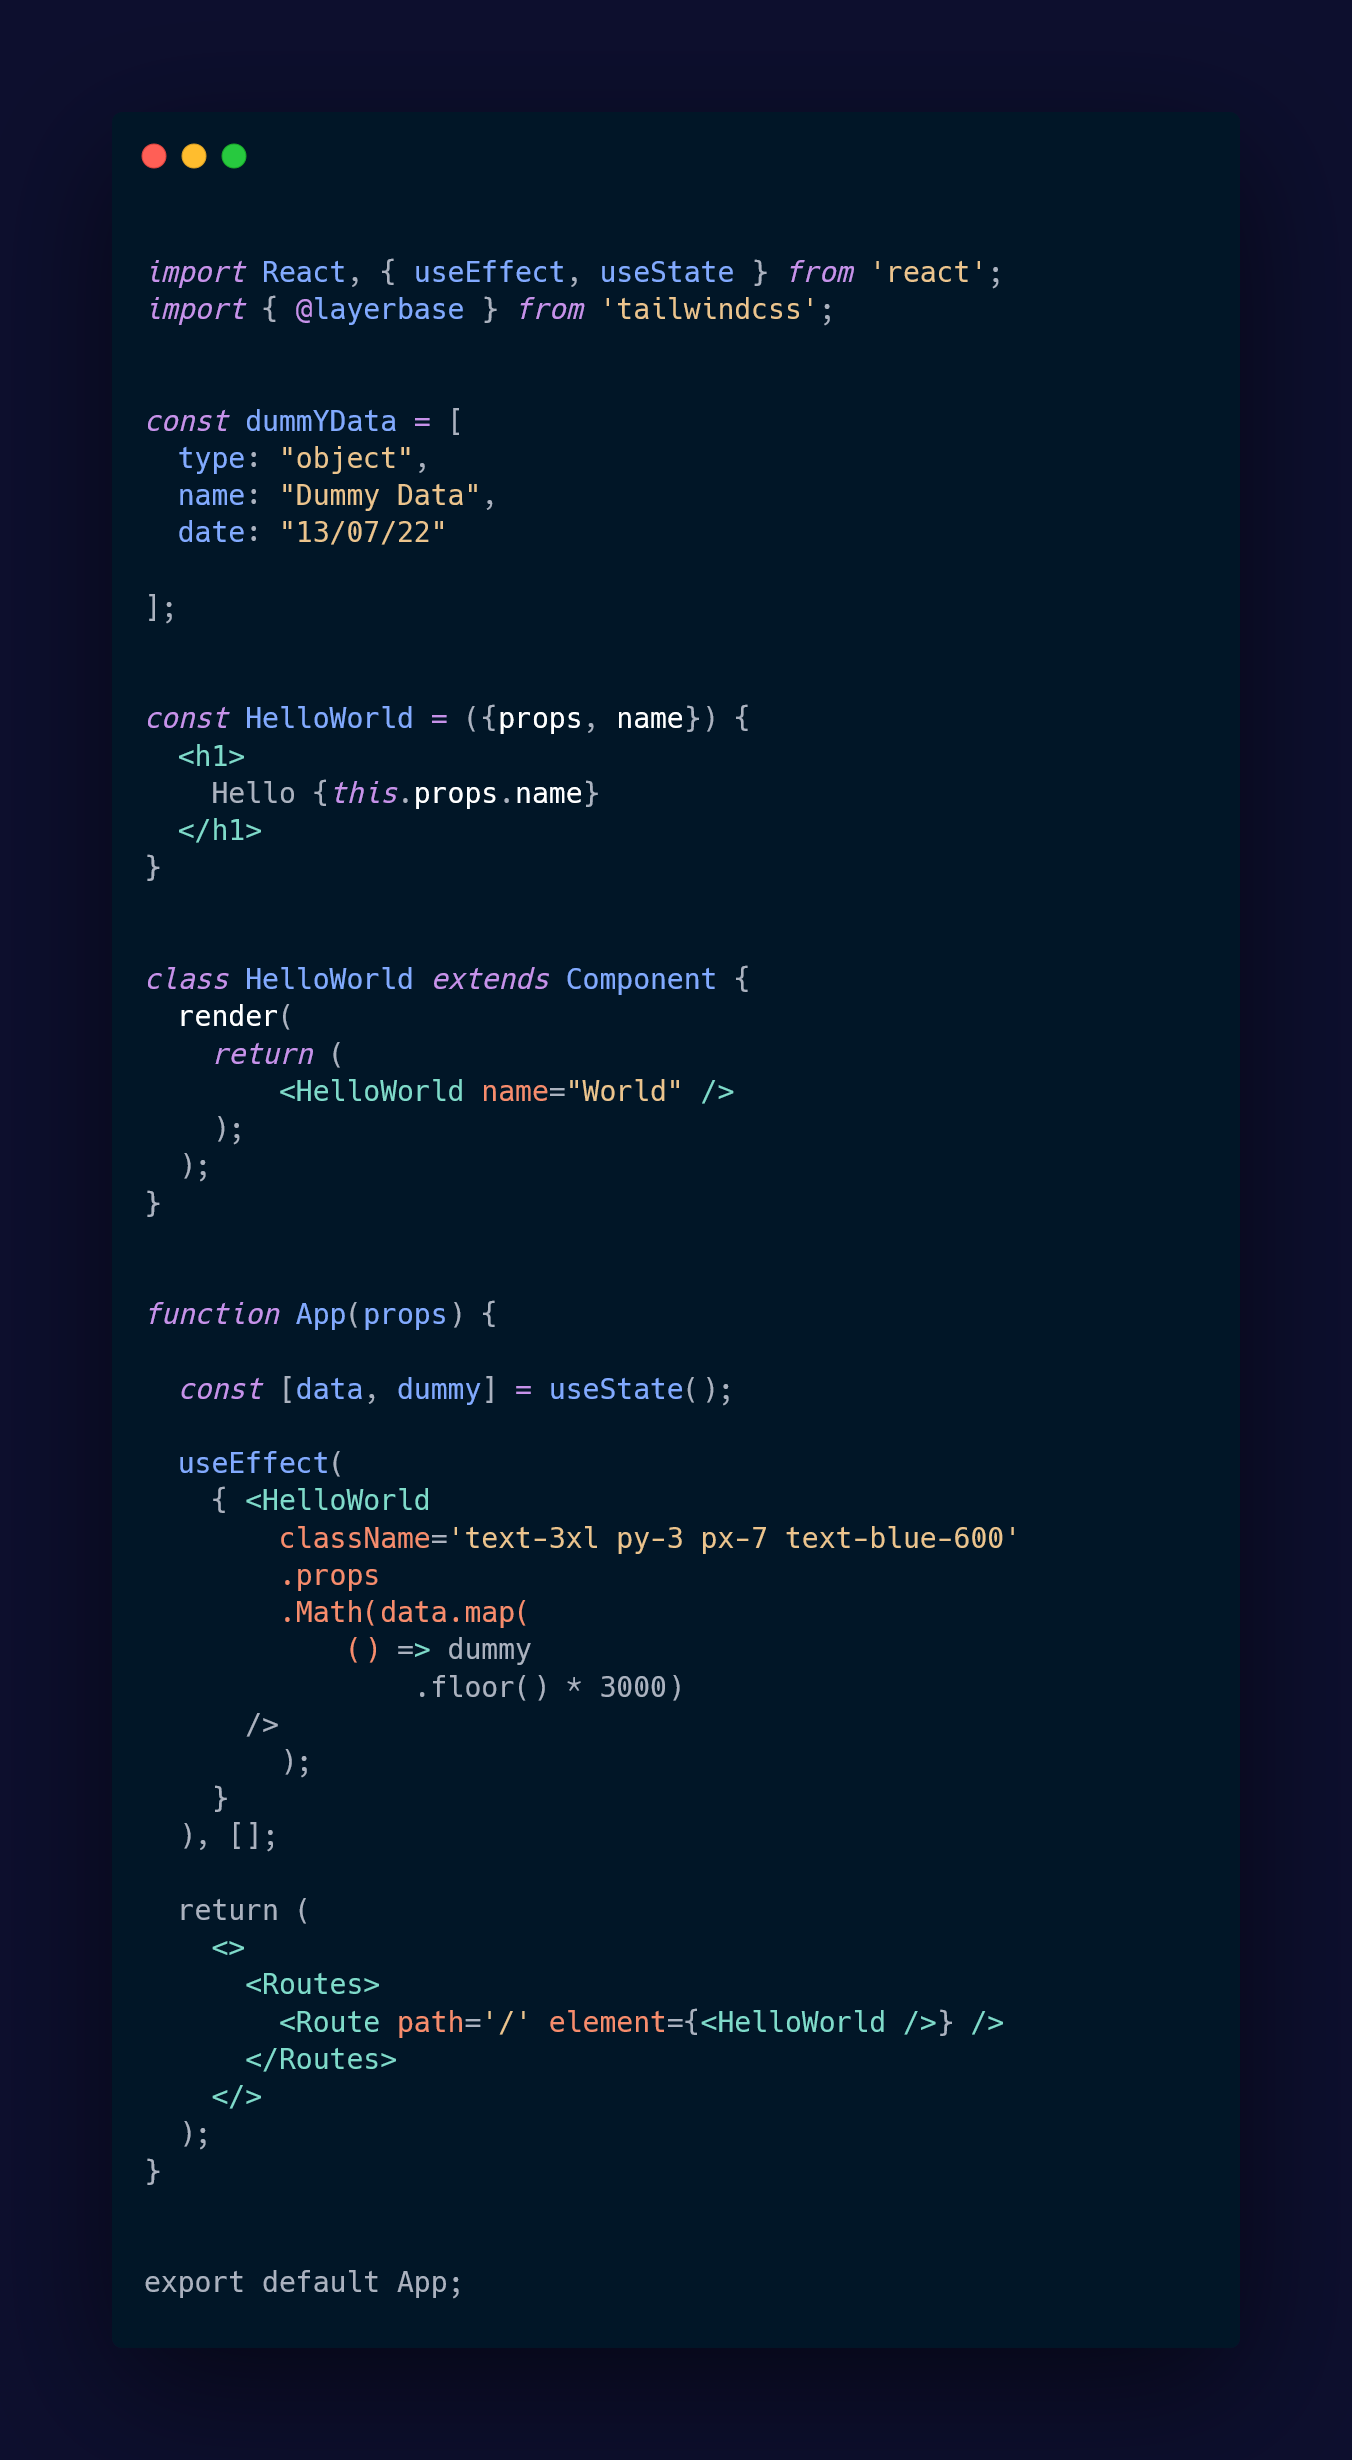 import React, { useEffect, useState } from 'react';
import { @layerbase } from 'tailwindcss';
const dummYData = [
  type: "object",
  name: "Dummy Data",
  date: "13/07/22"
];
const HelloWorld = ({props, name}) {
  <h1>
    Hello {this.props.name}
  </h1>
}
class HelloWorld extends Component {
  render(
    return (
        <HelloWorld name="World" />
    );
  );
}
function App(props) {
  const [data, dummy] = useState();
  useEffect(
    { <HelloWorld
        className='text-3xl py-3 px-7 text-blue-600'
        .props
        .Math(data.map(
            () => dummy
                .floor() * 3000)
      />
        );
    }
  ), [];
  return (
    <>
      <Routes>
        <Route path='/' element={<HelloWorld />} />
      </Routes>
    </>
  );
}
export default App;